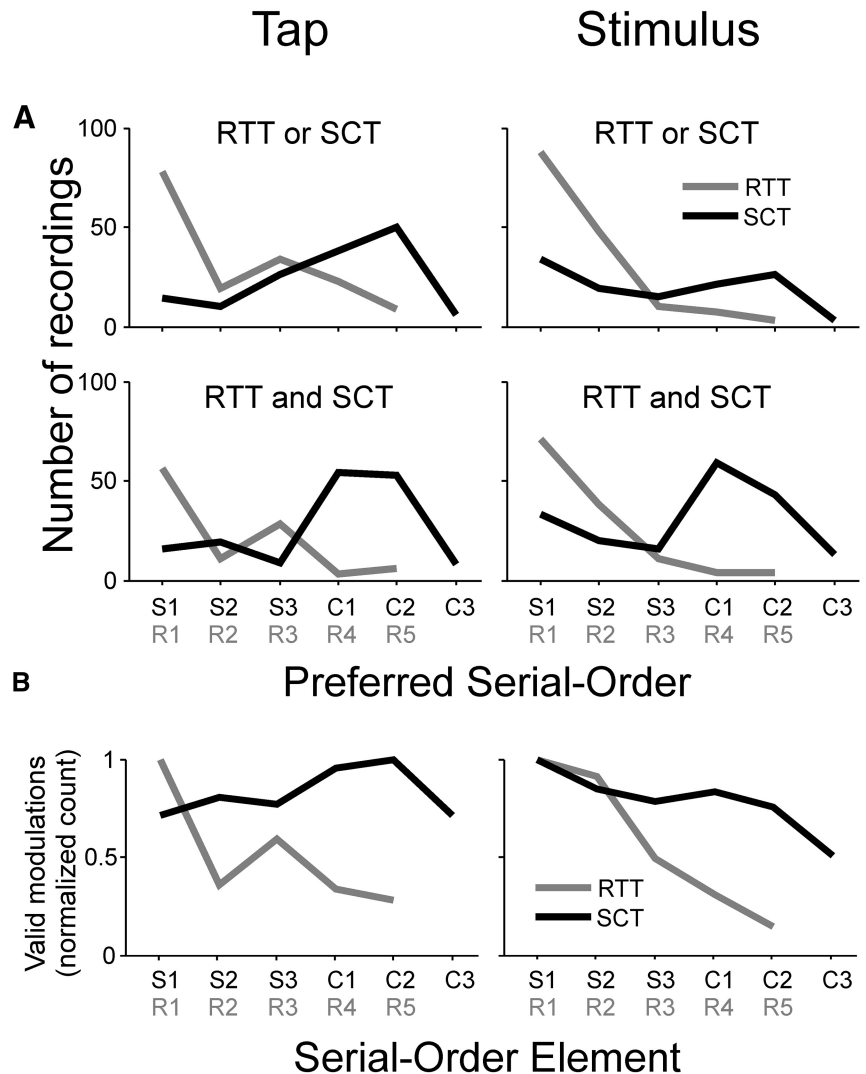 Tap
Stimulus
A
Number of recordings
RTT or SCT
100
50
0
RTT or SCT
RTT
SCT
RTT and SCT
100
50
0
S1 S2 S3 C1 C2 C3
R1 R2 R3 R4 R5
RTT and SCT
S1 S2 S3 C1 C2 C3
R1 R2 R3 R4 R5
Preferred Serial-Order
B
Valid modulations
(normalized count)
1
0.5
0
S1 S2 S3 C1 C2 C3
R1 R2 R3 R4 R5
RTT
SCT
S1 S2 S3 C1 C2 C3
R1 R2 R3 R4 R5
Serial-Order Element